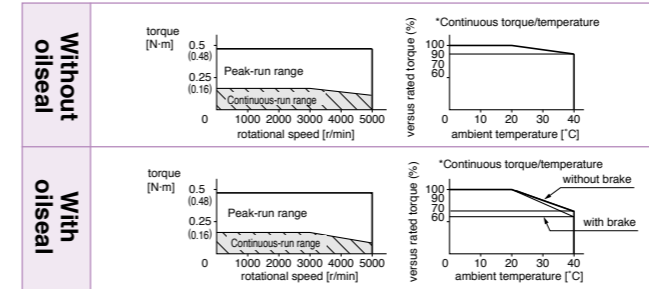 Without
oilseal
torque
[N·m]
0.5
(0.48)
0.25
(0.16)
Peak-run range
Continuous-run range
0 1000 2000 3000 4000 5000
rotational speed [r/min]
*Continuous torque/temperature
versus rated torque (%)
100
90
70
60
0 10 20 30 40
ambient temperature [˚C]
With
oilseal
torque
[N·m]
0.5
(0.48)
0.25
(0.16)
Peak-run range
Continuous-run range
0 1000 2000 3000 4000 5000
rotational speed [r/min]
*Continuous torque/temperature
versus rated torque (%)
without brake
100
90
70
60
with brake
0 10 20 30 40
ambient temperature [˚C]